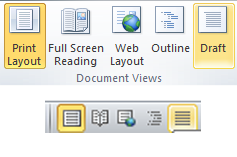 Print Full Screen Web Outline Draft
Layout Reading Layout
Document Views